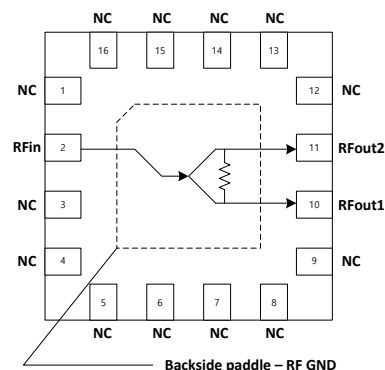 NC NC NC NC
16 15 14 13
NC 1 12 NC
RFin 2 11 RFout2
NC 3 10 RFout1
NC 4 9 NC
5 6 7 8
NC NC NC NC
Backside paddle – RF GND